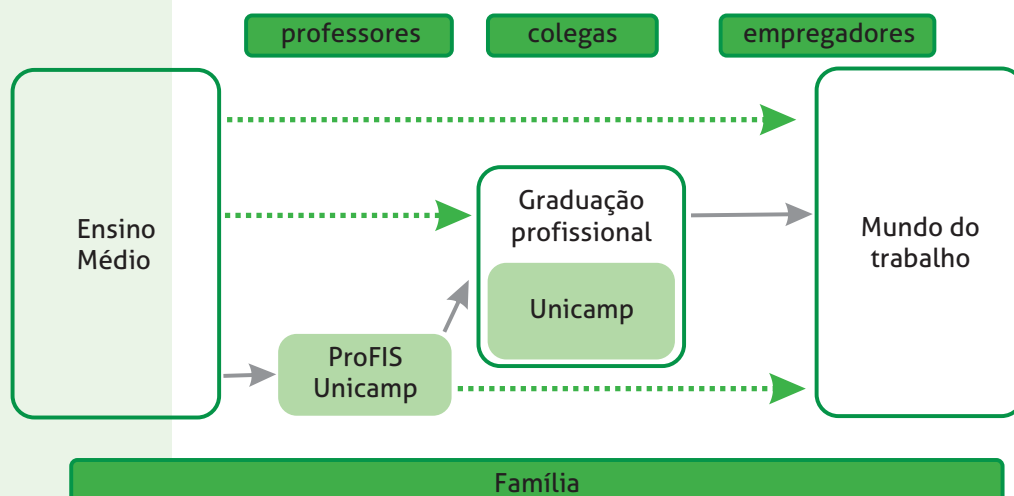 professores
colegas
empregadores
Ensino
Médio
Graduação
profissional
Unicamp
ProFIS
Unicamp
Mundo do
trabalho
Família